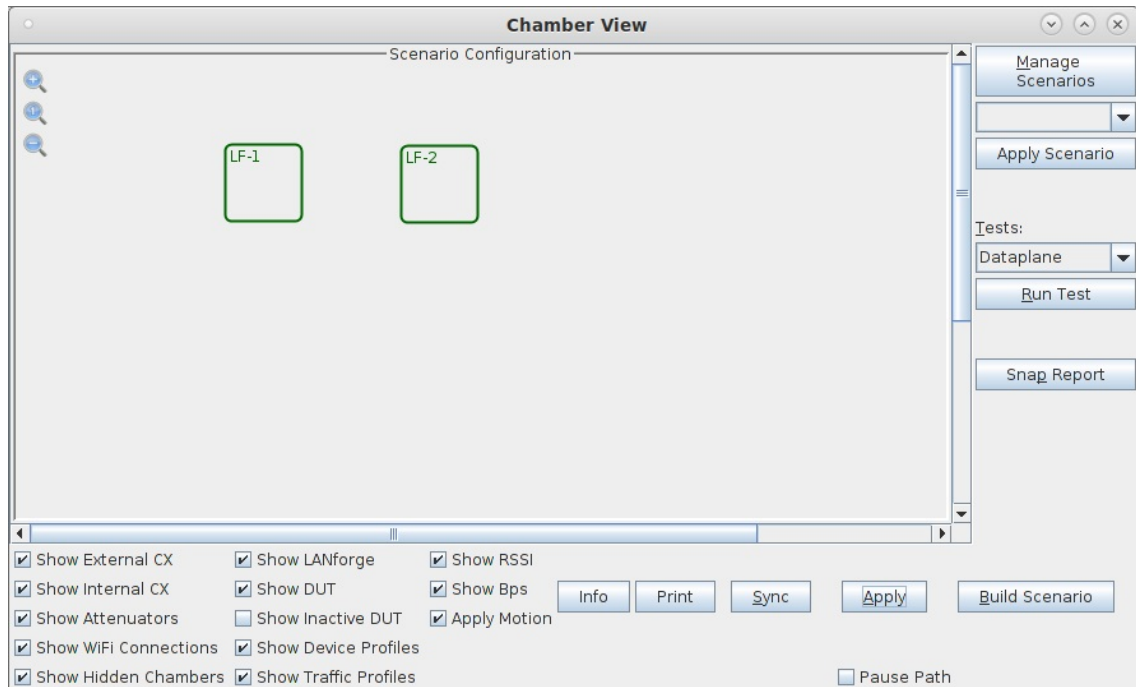 Chamber View
Scenario Configuration
LF-1
LF-2
Manage
Scenarios
Apply Scenario
Tests:
Dataplane
Run Test
Snap Report
Show External CX
Show LANforge
Show RSSI
Show Internal CX
Show DUT
Show Bps
Info
Print
Sync
Apply
Build Scenario
Show Attenuators
Show Inactive DUT
Apply Motion
Show WiFi Connections
Show Device Profiles
Show Hidden Chambers
Show Traffic Profiles
Pause Path